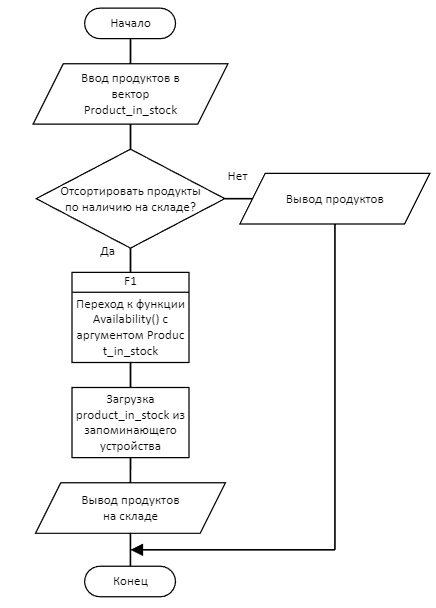 Начало
Ввод продуктов в
вектор
Product_in_stock
Отсортировать продукты
по наличию на складе?
Нет
Вывод продуктов
Да
F1
Переход к функции
Availability() с
аргументом Produc
t_in_stock
Загрузка
product_in_stock из
запоминающего
устройства
Вывод продуктов
на складе
Конец